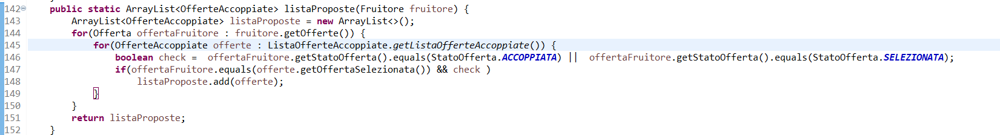 142 public static ArrayList<OfferteAccoppiate> listaProposte(Fruitore fruitore) {
143 ArrayList<OfferteAccoppiate> listaProposte = new ArrayList<>();
144 for(Offerta offertaFruitore : fruitore.getOfferte()) {
145 for(OfferteAccoppiate offerte : ListaOfferteAccoppiate.getListaOfferteAccoppiate()) {
146 boolean check =  offertaFruitore.getStatoOfferta().equals(StatoOfferta.ACCOPPIATA) ||  offertaFruitore.getStatoOfferta().equals(StatoOfferta.SELEZIONATA);
147 if(offertaFruitore.equals(offerte.getOffertaSelezionata()) && check )
148 listaProposte.add(offerte);
149 }
150 }
151 return listaProposte;
152 }